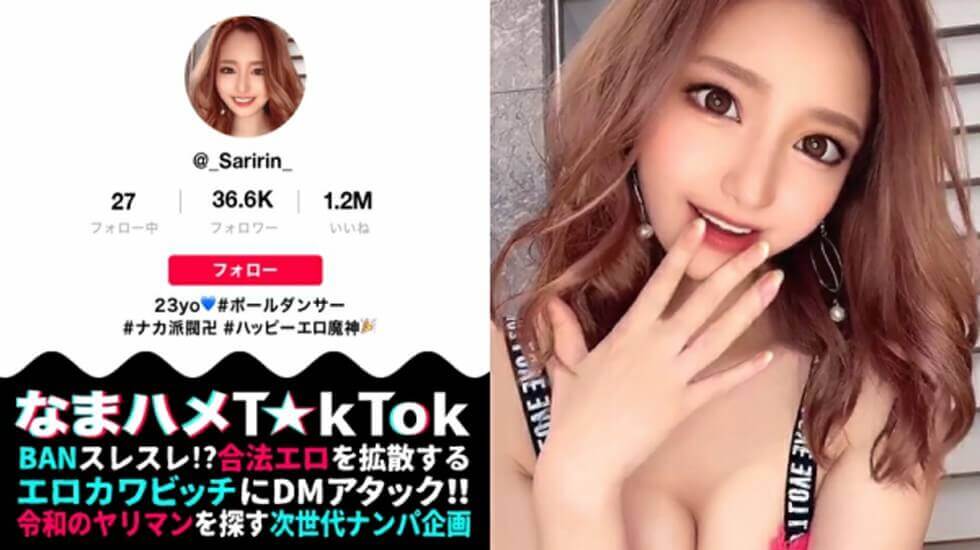 @_Saririn_
27 36.6K 1.2M
フォロー中 フォロワー いいね
フォロー
23yo💙#ポールダンサー
#ナカ派閥卍 #ハッピーエロ魔神🎉
なまハメT★kTok
BANスレスレ!?合法エロを拡散する
エロカワビッチにDMアタック!!
令和のヤリマンを探す次世代ナンパ企画